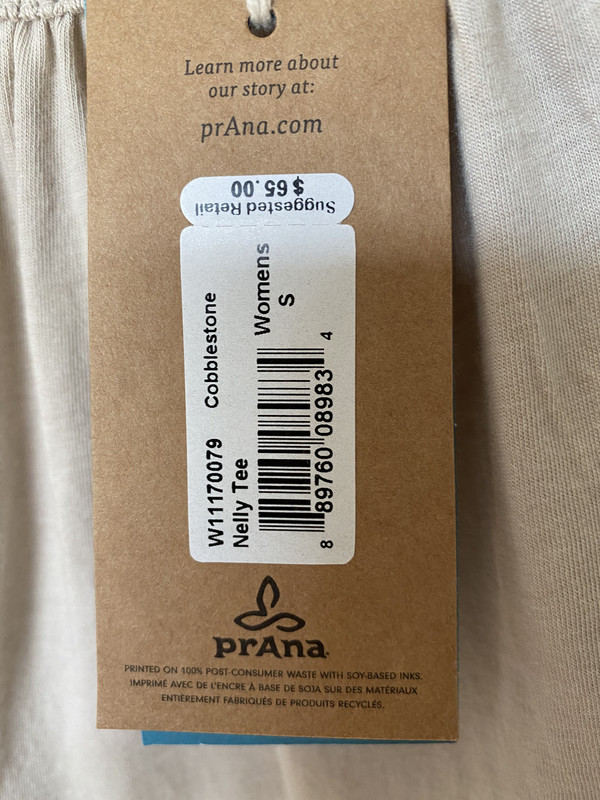 Learn more about
our story at:
prAna.com
Suggested Retail
$ 65.00
W11170079 Cobblestone
Nelly Tee Womens
S
8 89760 08983 4
prAna
PRINTED ON 100% POST-CONSUMER WASTE WITH SOY-BASED INKS.
IMPRIMÉ AVEC DE L'ENCRE À BASE DE SOJA SUR DES MATÉRIAUX
ENTIÈREMENT FABRIQUÉS DE PRODUITS RECYCLÉS.